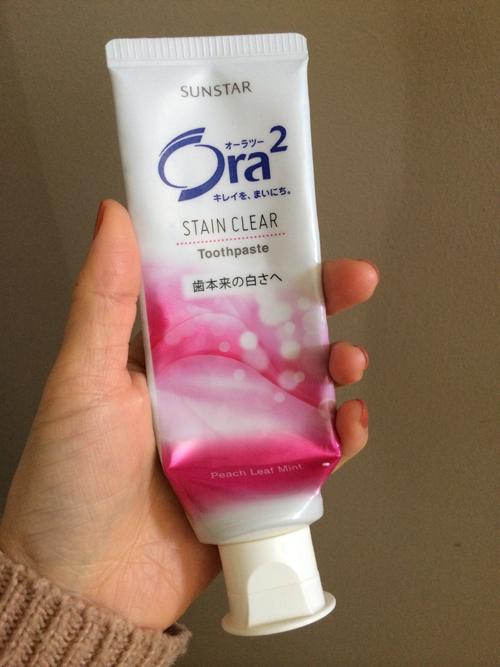 SUNSTAR
オーラツー
Ora2
キレイを、まいにち。
STAIN CLEAR
Toothpaste
歯本来の白さへ
Peach Leaf Mint